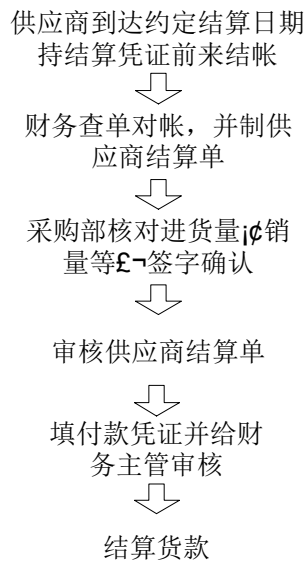 供应商到达约定结算日期
持结算凭证前来结帐
财务查单对帐，并制供
应商结算单
采购部核对进货量¡¢销
量等£¬签字确认
审核供应商结算单
填付款凭证并给财
务主管审核
结算货款